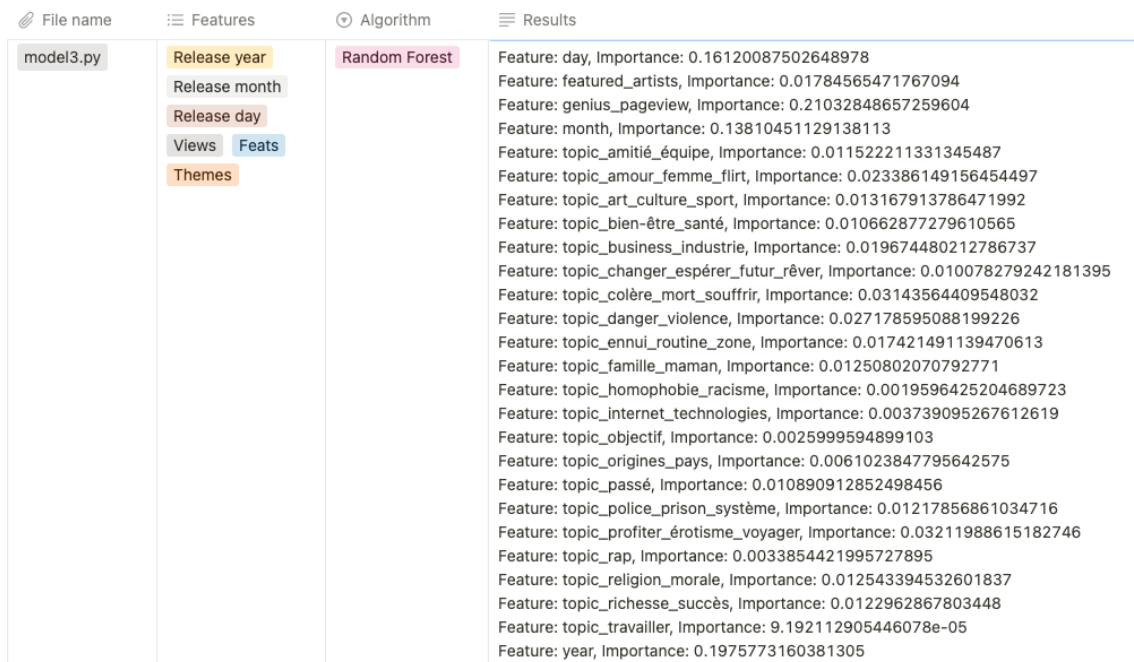 File name Features Algorithm Results
model3.py
Release year
Release month
Release day
Views Feats
Themes
Random Forest
Feature: day, Importance: 0.16120087502648978
Feature: featured_artists, Importance: 0.01784565471767094
Feature: genius_pageview, Importance: 0.21032848657259604
Feature: month, Importance: 0.13810451129138113
Feature: topic_amitié_équipe, Importance: 0.011522211331345487
Feature: topic_amour_femme_flirt, Importance: 0.023386149156454497
Feature: topic_art_culture_sport, Importance: 0.013167913786471992
Feature: topic_bien-être_santé, Importance: 0.010662877279610565
Feature: topic_business_industrie, Importance: 0.019674480212786737
Feature: topic_changer_espérer_futur_rêver, Importance: 0.010078279242181395
Feature: topic_colère_mort_souffrir, Importance: 0.03143564409548032
Feature: topic_danger_violence, Importance: 0.027178595088199226
Feature: topic_ennui_routine_zone, Importance: 0.017421491139470613
Feature: topic_famille_maman, Importance: 0.01250802070792771
Feature: topic_homophobie_racisme, Importance: 0.0019596425204689723
Feature: topic_internet_technologies, Importance: 0.003739095267612619
Feature: topic_objectif, Importance: 0.0025999594899103
Feature: topic_origines_pays, Importance: 0.0061023847795642575
Feature: topic_passé, Importance: 0.010890912852498456
Feature: topic_police_prison_système, Importance: 0.01217856861034716
Feature: topic_profiter_érotisme_voyager, Importance: 0.03211988615182746
Feature: topic_rap, Importance: 0.0033854421995727895
Feature: topic_religion_morale, Importance: 0.012543394532601837
Feature: topic_richesse_succès, Importance: 0.0122962867803448
Feature: topic_travailler, Importance: 9.192112905446078e-05
Feature: year, Importance: 0.1975773160381305